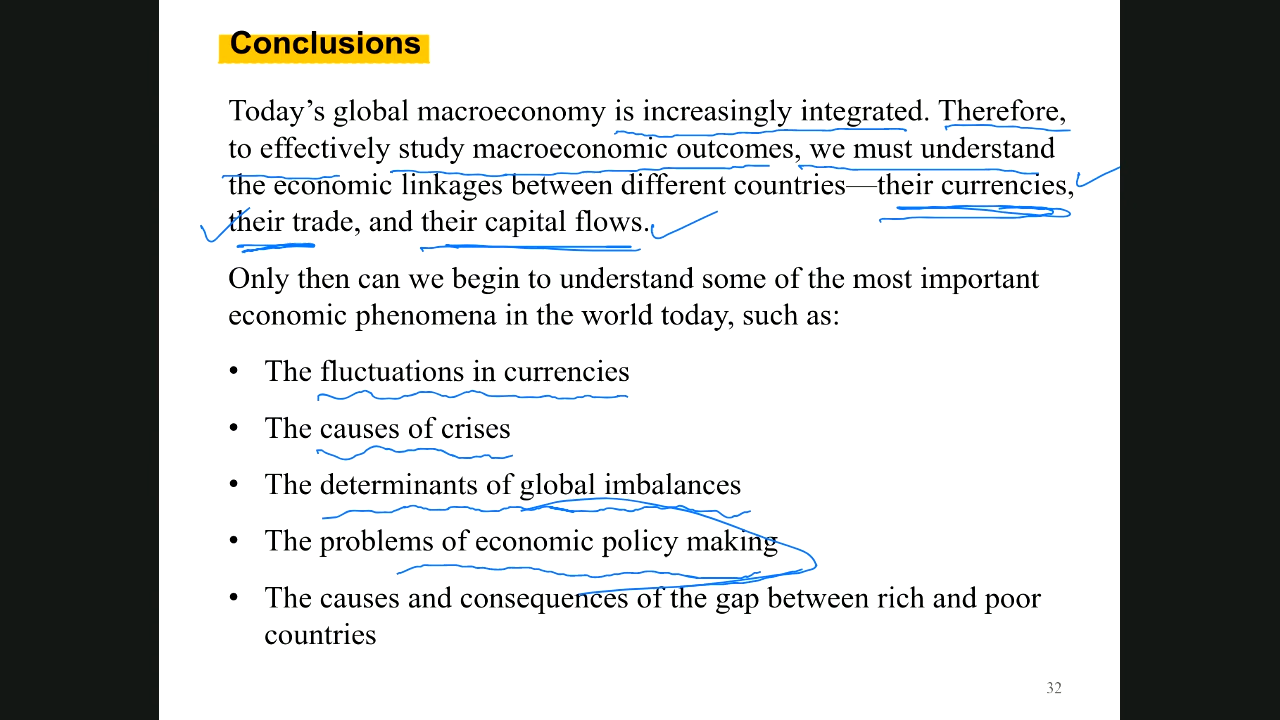 Conclusions
Today’s global macroeconomy is increasingly integrated. Therefore,
to effectively study macroeconomic outcomes, we must understand
the economic linkages between different countries—their currencies,
their trade, and their capital flows.
Only then can we begin to understand some of the most important
economic phenomena in the world today, such as:
• The fluctuations in currencies
• The causes of crises
• The determinants of global imbalances
• The problems of economic policy making
• The causes and consequences of the gap between rich and poor
countries
32